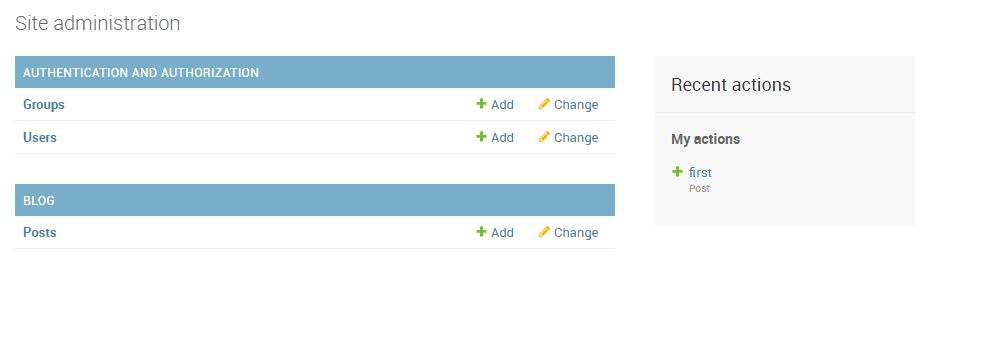 Site administration
AUTHENTICATION AND AUTHORIZATION
Groups Add Change
Users Add Change
BLOG
Posts Add Change
Recent actions
My actions
first
Post